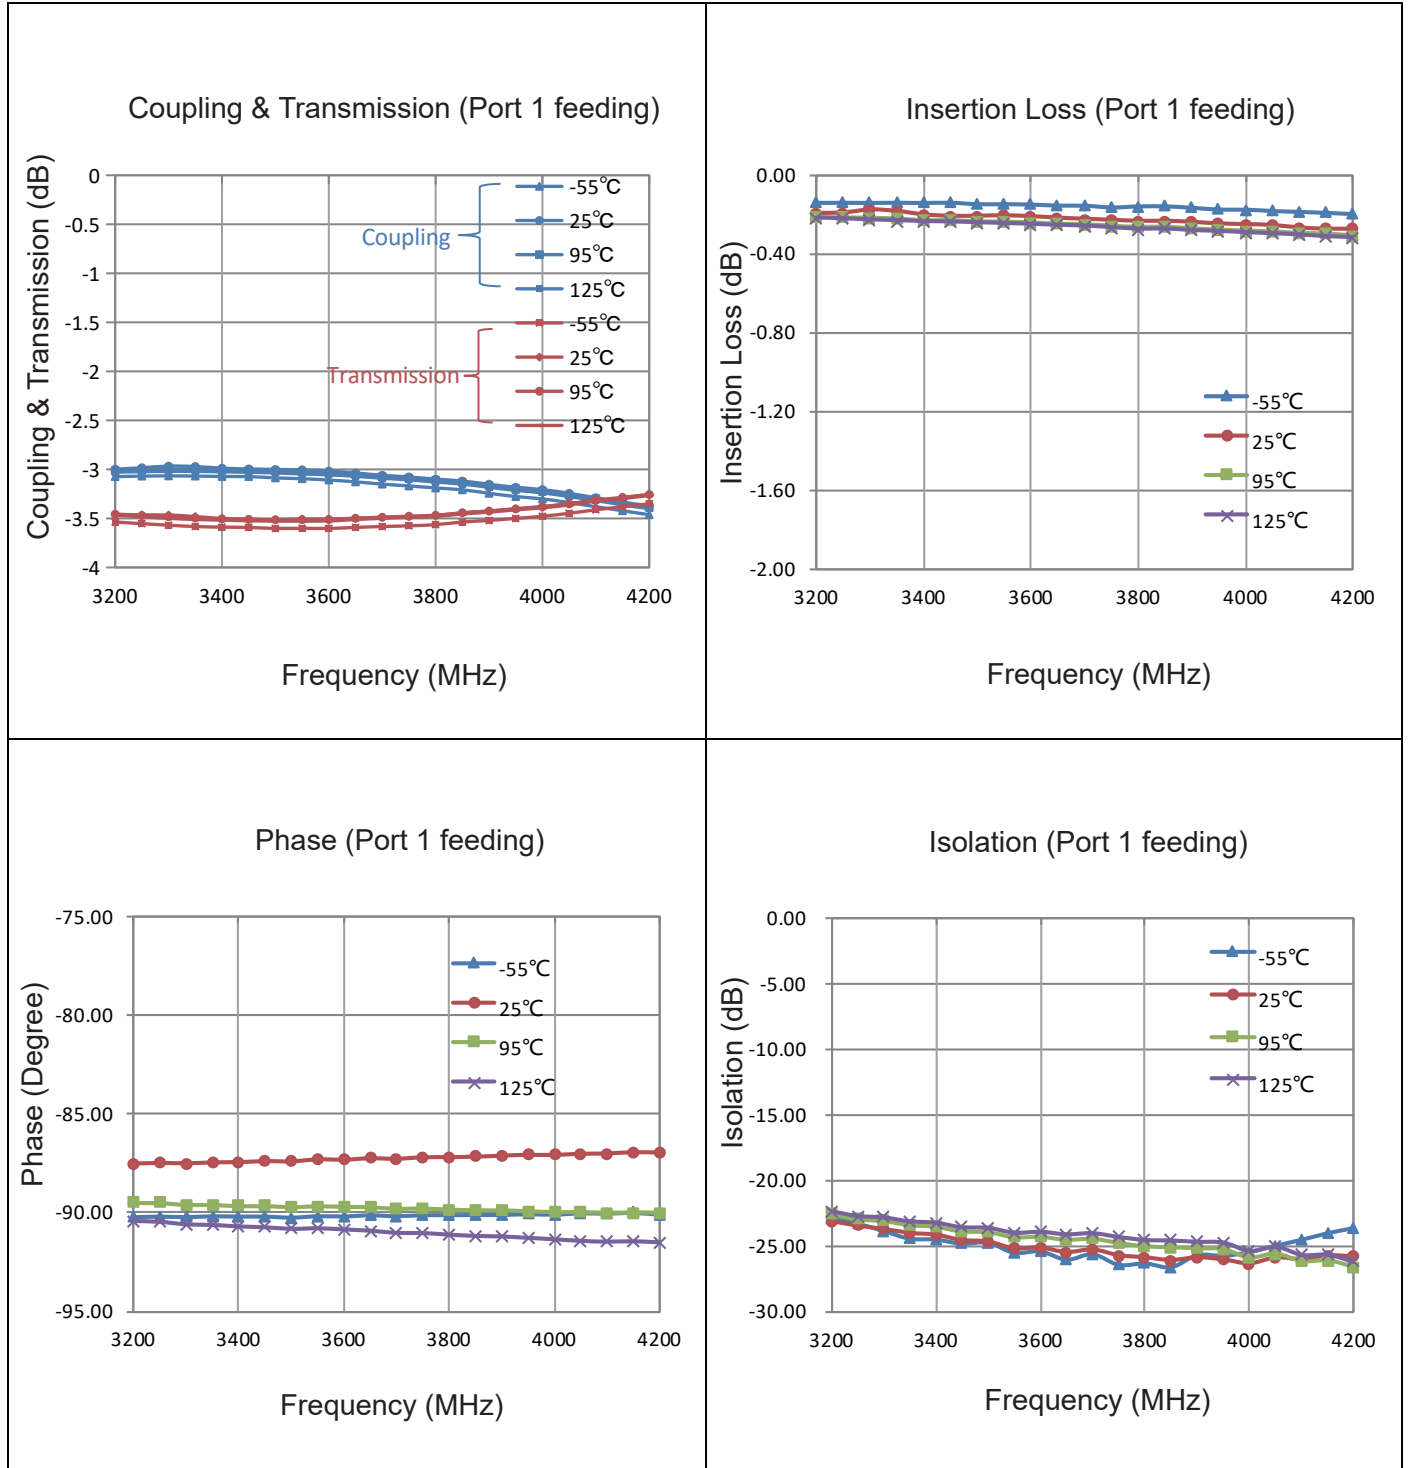 Coupling & Transmission (Port 1 feeding)
Coupling & Transmission (dB)
0
-0.5
-1
-1.5
-2
-2.5
-3
-3.5
-4
Coupling
-55℃
25℃
95℃
125℃
Transmission
-55℃
25℃
95℃
125℃
3200 3400 3600 3800 4000 4200
Frequency (MHz)
Insertion Loss (Port 1 feeding)
Insertion Loss (dB)
0.00
-0.40
-0.80
-1.20
-1.60
-2.00
-55℃
25℃
95℃
125℃
3200 3400 3600 3800 4000 4200
Frequency (MHz)
Phase (Port 1 feeding)
Phase (Degree)
-75.00
-80.00
-85.00
-90.00
-95.00
-55℃
25℃
95℃
125℃
3200 3400 3600 3800 4000 4200
Frequency (MHz)
Isolation (Port 1 feeding)
Isolation (dB)
0.00
-5.00
-10.00
-15.00
-20.00
-25.00
-30.00
-55℃
25℃
95℃
125℃
3200 3400 3600 3800 4000 4200
Frequency (MHz)